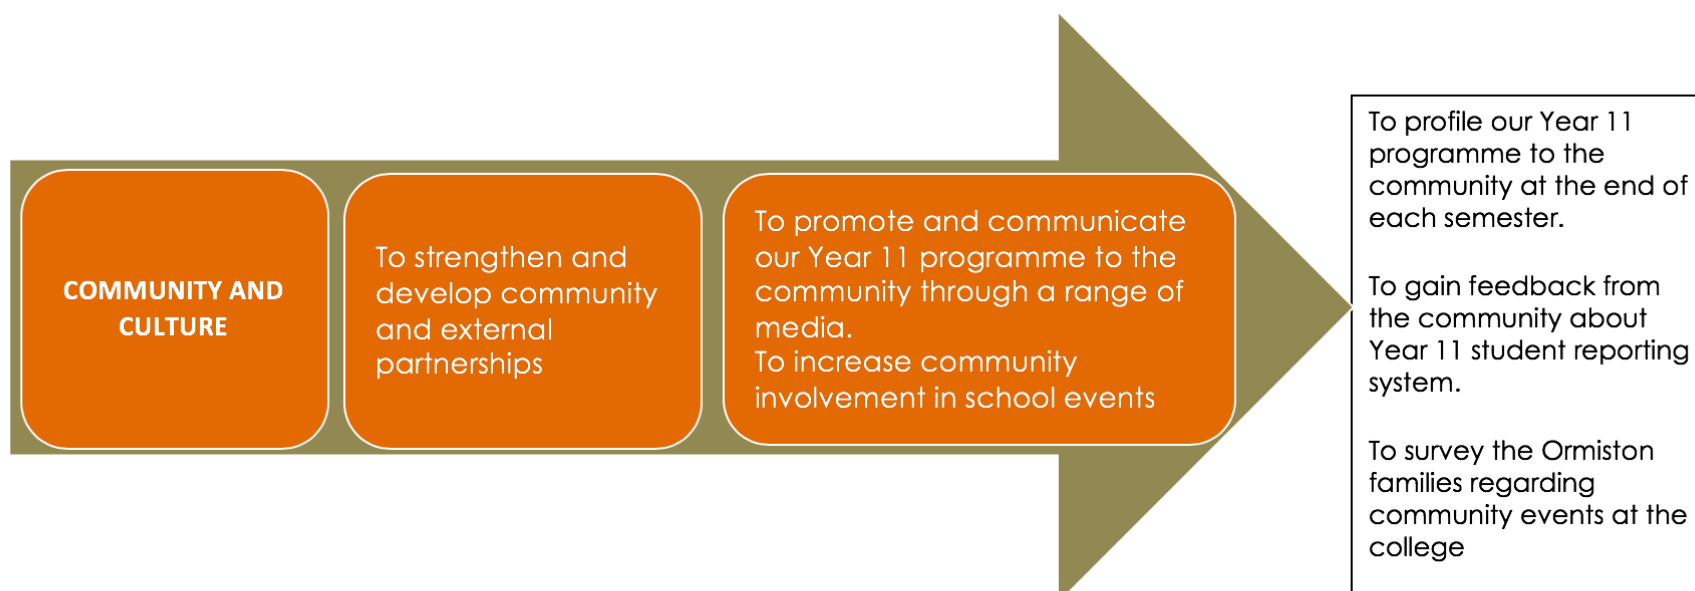 COMMUNITY AND
CULTURE
To strengthen and
develop community
and external
partnerships
To promote and communicate
our Year 11 programme to the
community through a range of
media.
To increase community
involvement in school events
To profile our Year 11
programme to the
community at the end of
each semester.
To gain feedback from
the community about
Year 11 student reporting
system.
To survey the Ormiston
families regarding
community events at the
college